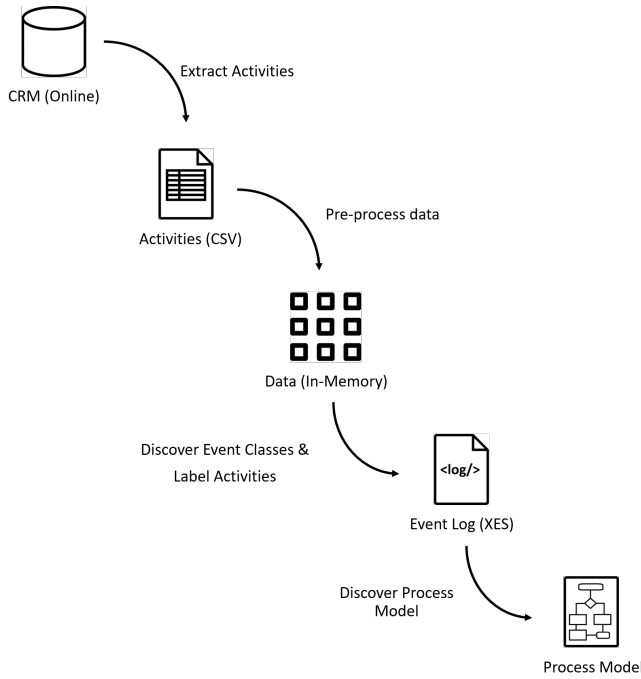 Extract Activities
CRM (Online)
Pre-process data
Activities (CSV)
Data (In-Memory)
Discover Event Classes &
Label Activities
<log/>
Event Log (XES)
Discover Process
Model
Process Model